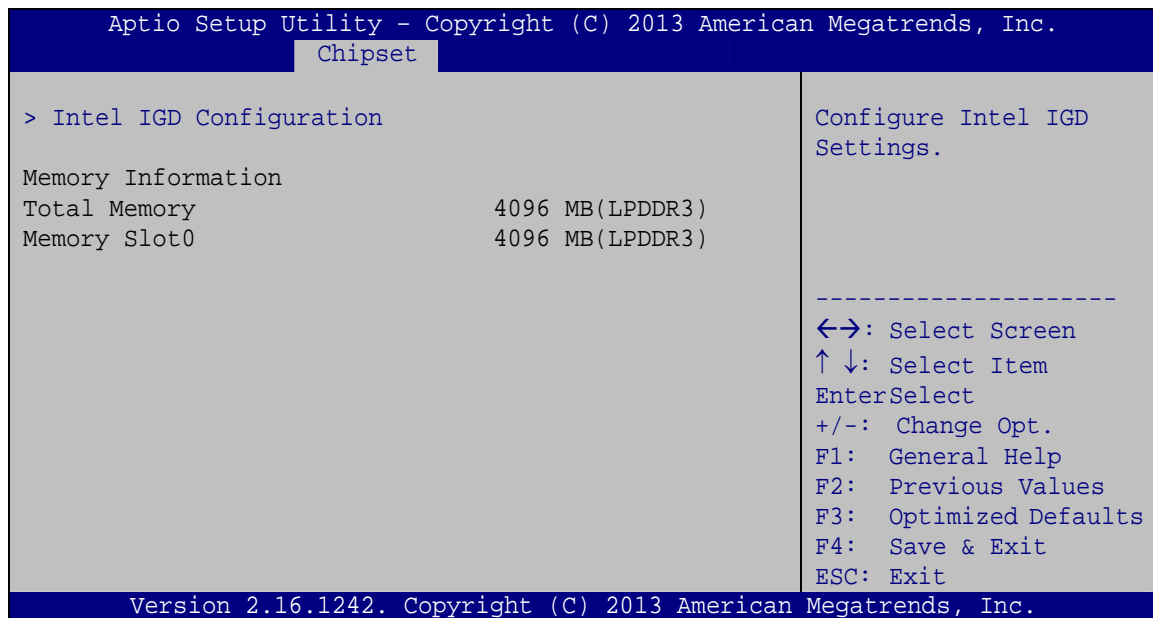 Aptio Setup Utility – Copyright (C) 2013 American Megatrends, Inc.
Chipset
> Intel IGD Configuration
Memory Information
Total Memory 4096 MB(LPDDR3)
Memory Slot0 4096 MB(LPDDR3)
Configure Intel IGD
Settings.
---------------------
←→: Select Screen
↑ ↓: Select Item
EnterSelect
+/-: Change Opt.
F1: General Help
F2: Previous Values
F3: Optimized Defaults
F4: Save & Exit
ESC: Exit
Version 2.16.1242. Copyright (C) 2013 American Megatrends, Inc.